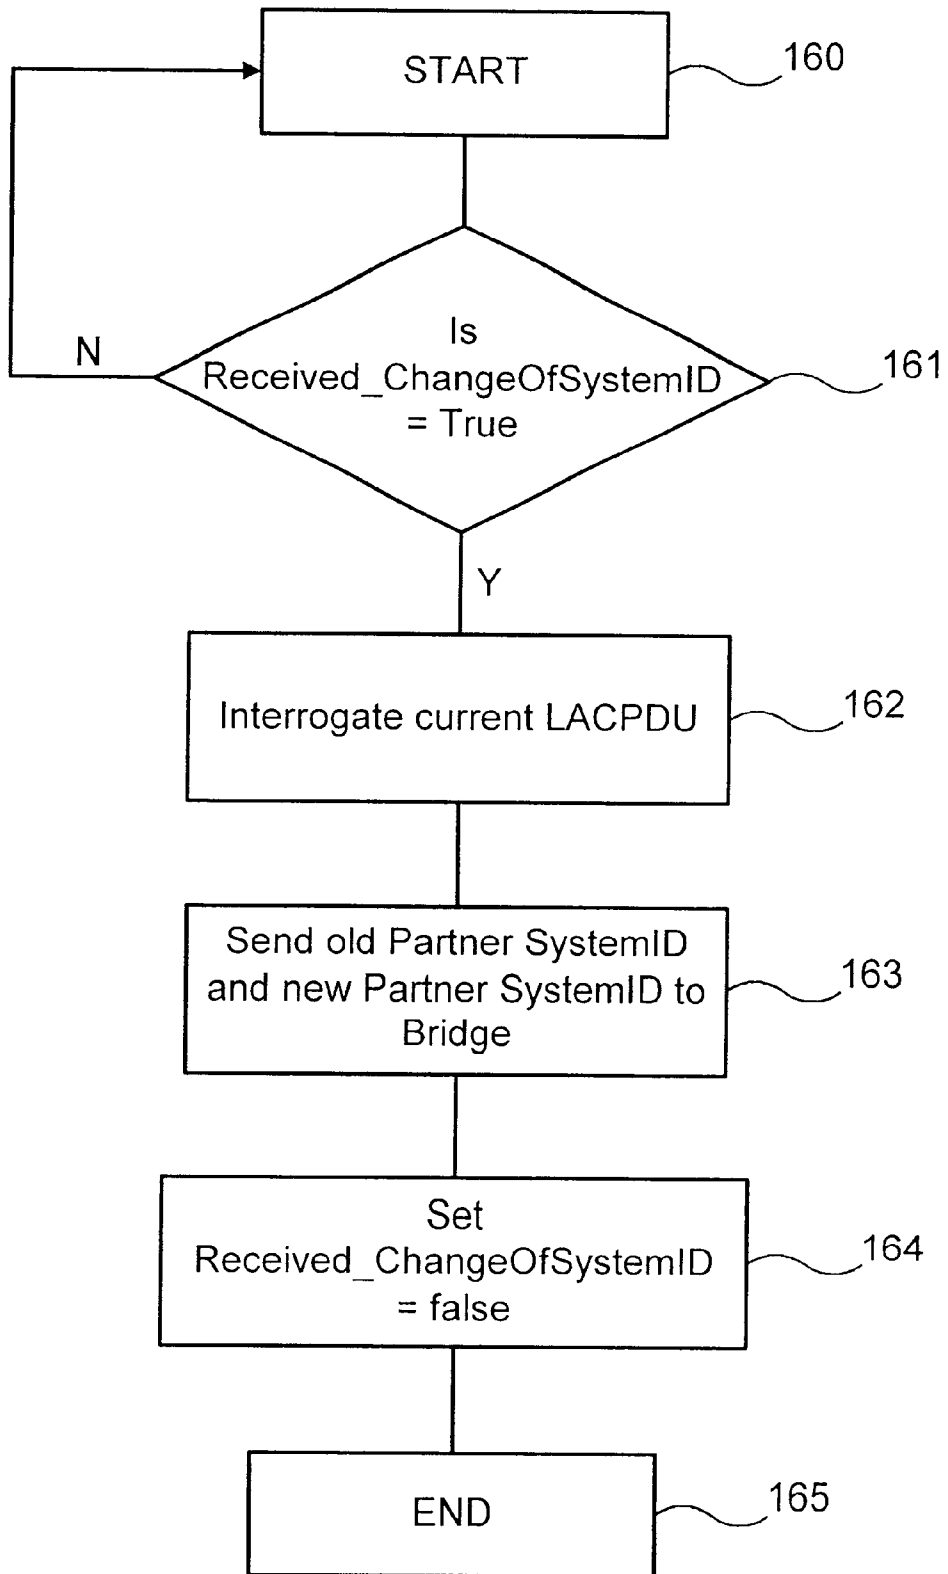 START
160
Is
Received_ChangeOfSystemID
= True
161
N
Y
Interrogate current LACPDU
162
Send old Partner SystemID
and new Partner SystemID to
Bridge
163
Set
Received_ChangeOfSystemID
= false
164
END
165